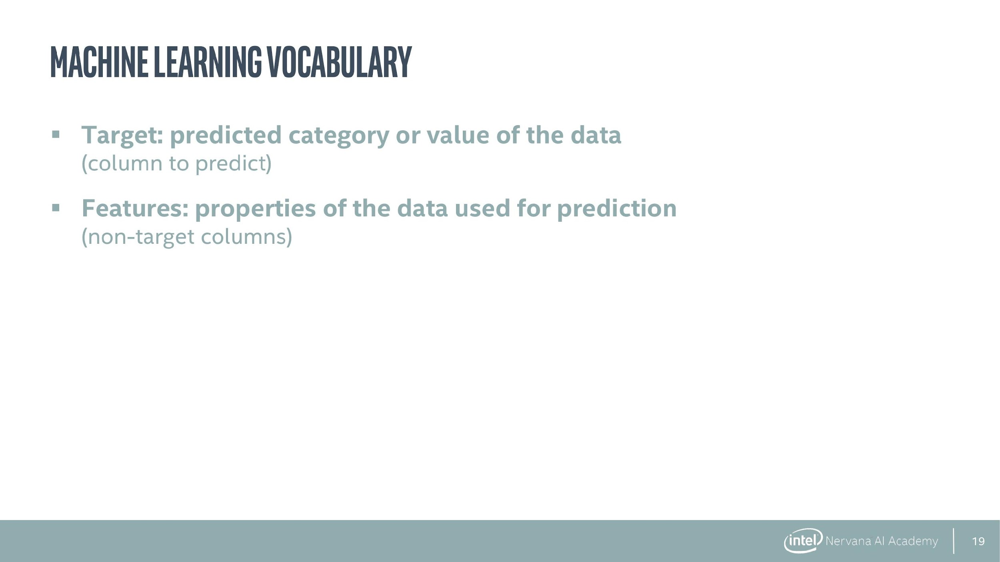 MACHINE LEARNING VOCABULARY
▪ Target: predicted category or value of the data
(column to predict)
▪ Features: properties of the data used for prediction
(non-target columns)
intel Nervana AI Academy 19